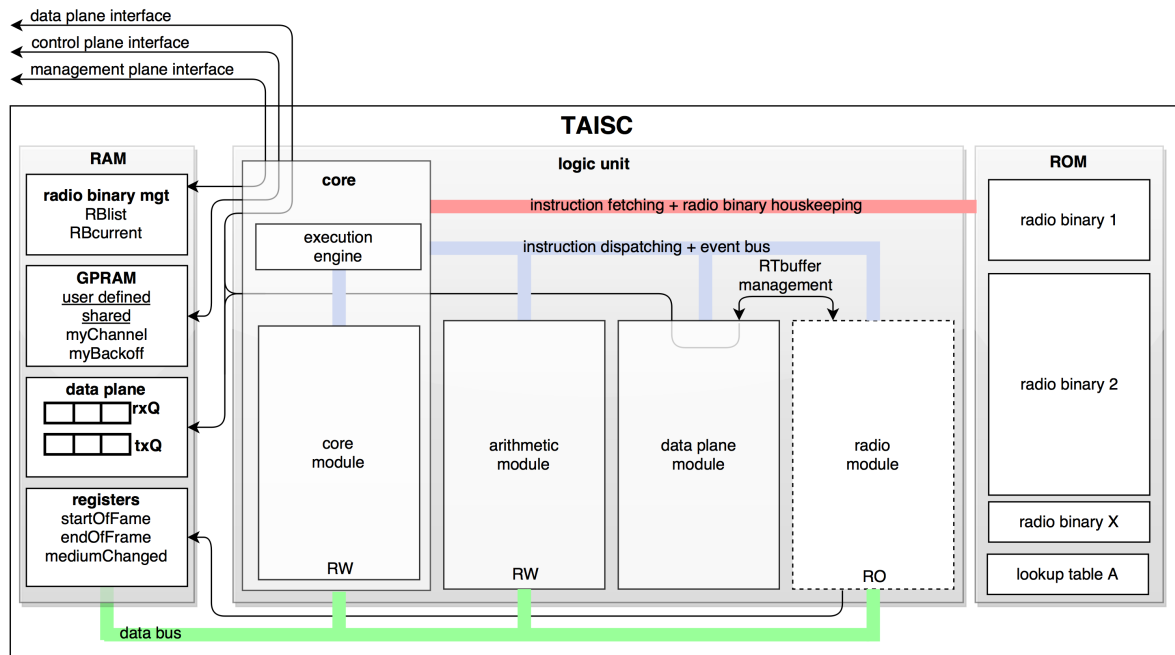 data plane interface
control plane interface
management plane interface
TAISC
RAM
radio binary mgt
RBlist
RBcurrent
GPRAM
user defined
shared
myChannel
myBackoff
data plane
rxQ
txQ
registers
startOfFame
endOfFrame
mediumChanged
logic unit
core
execution
engine
instruction fetching + radio binary houskeeping
instruction dispatching + event bus
RTbuffer
management
core
module
RW
arithmetic
module
RW
data plane
module
radio
module
RO
ROM
radio binary 1
radio binary 2
radio binary X
lookup table A
data bus